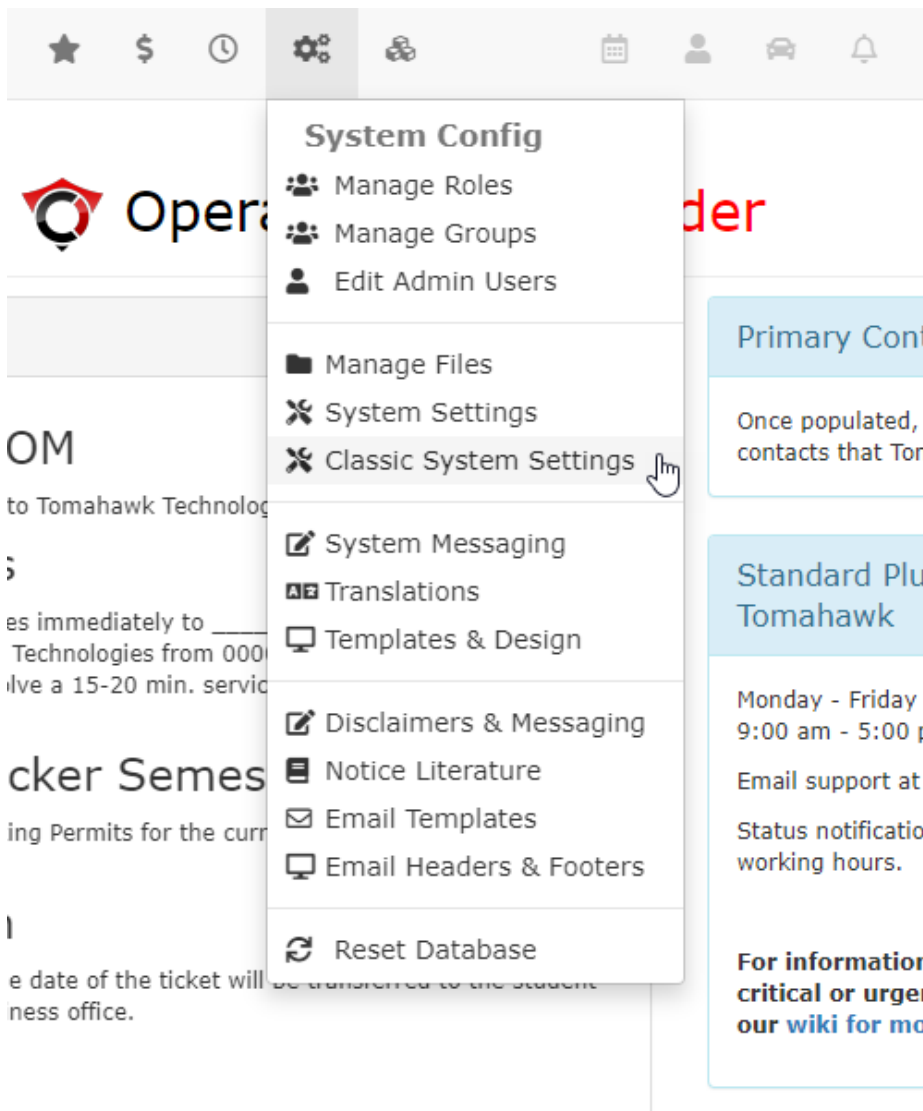 System Config
Manage Roles
Manage Groups
Edit Admin Users
Manage Files
System Settings
Classic System Settings
System Messaging
Translations
Templates & Design
Disclaimers & Messaging
Notice Literature
Email Templates
Email Headers & Footers
Reset Database
Opera
der
OM
to Tomahawk Technolog
s
es immediately to ____
Technologies from 000
lve a 15-20 min. servic
cker Semes
ing Permits for the curr
e date of the ticket will be transferred to the student
ness office.
Primary Cont
Once populated,
contacts that Tom
Standard Plu
Tomahawk
Monday - Friday
9:00 am - 5:00 p
Email support at
Status notificatio
working hours.
For information
critical or urgen
our wiki for mo